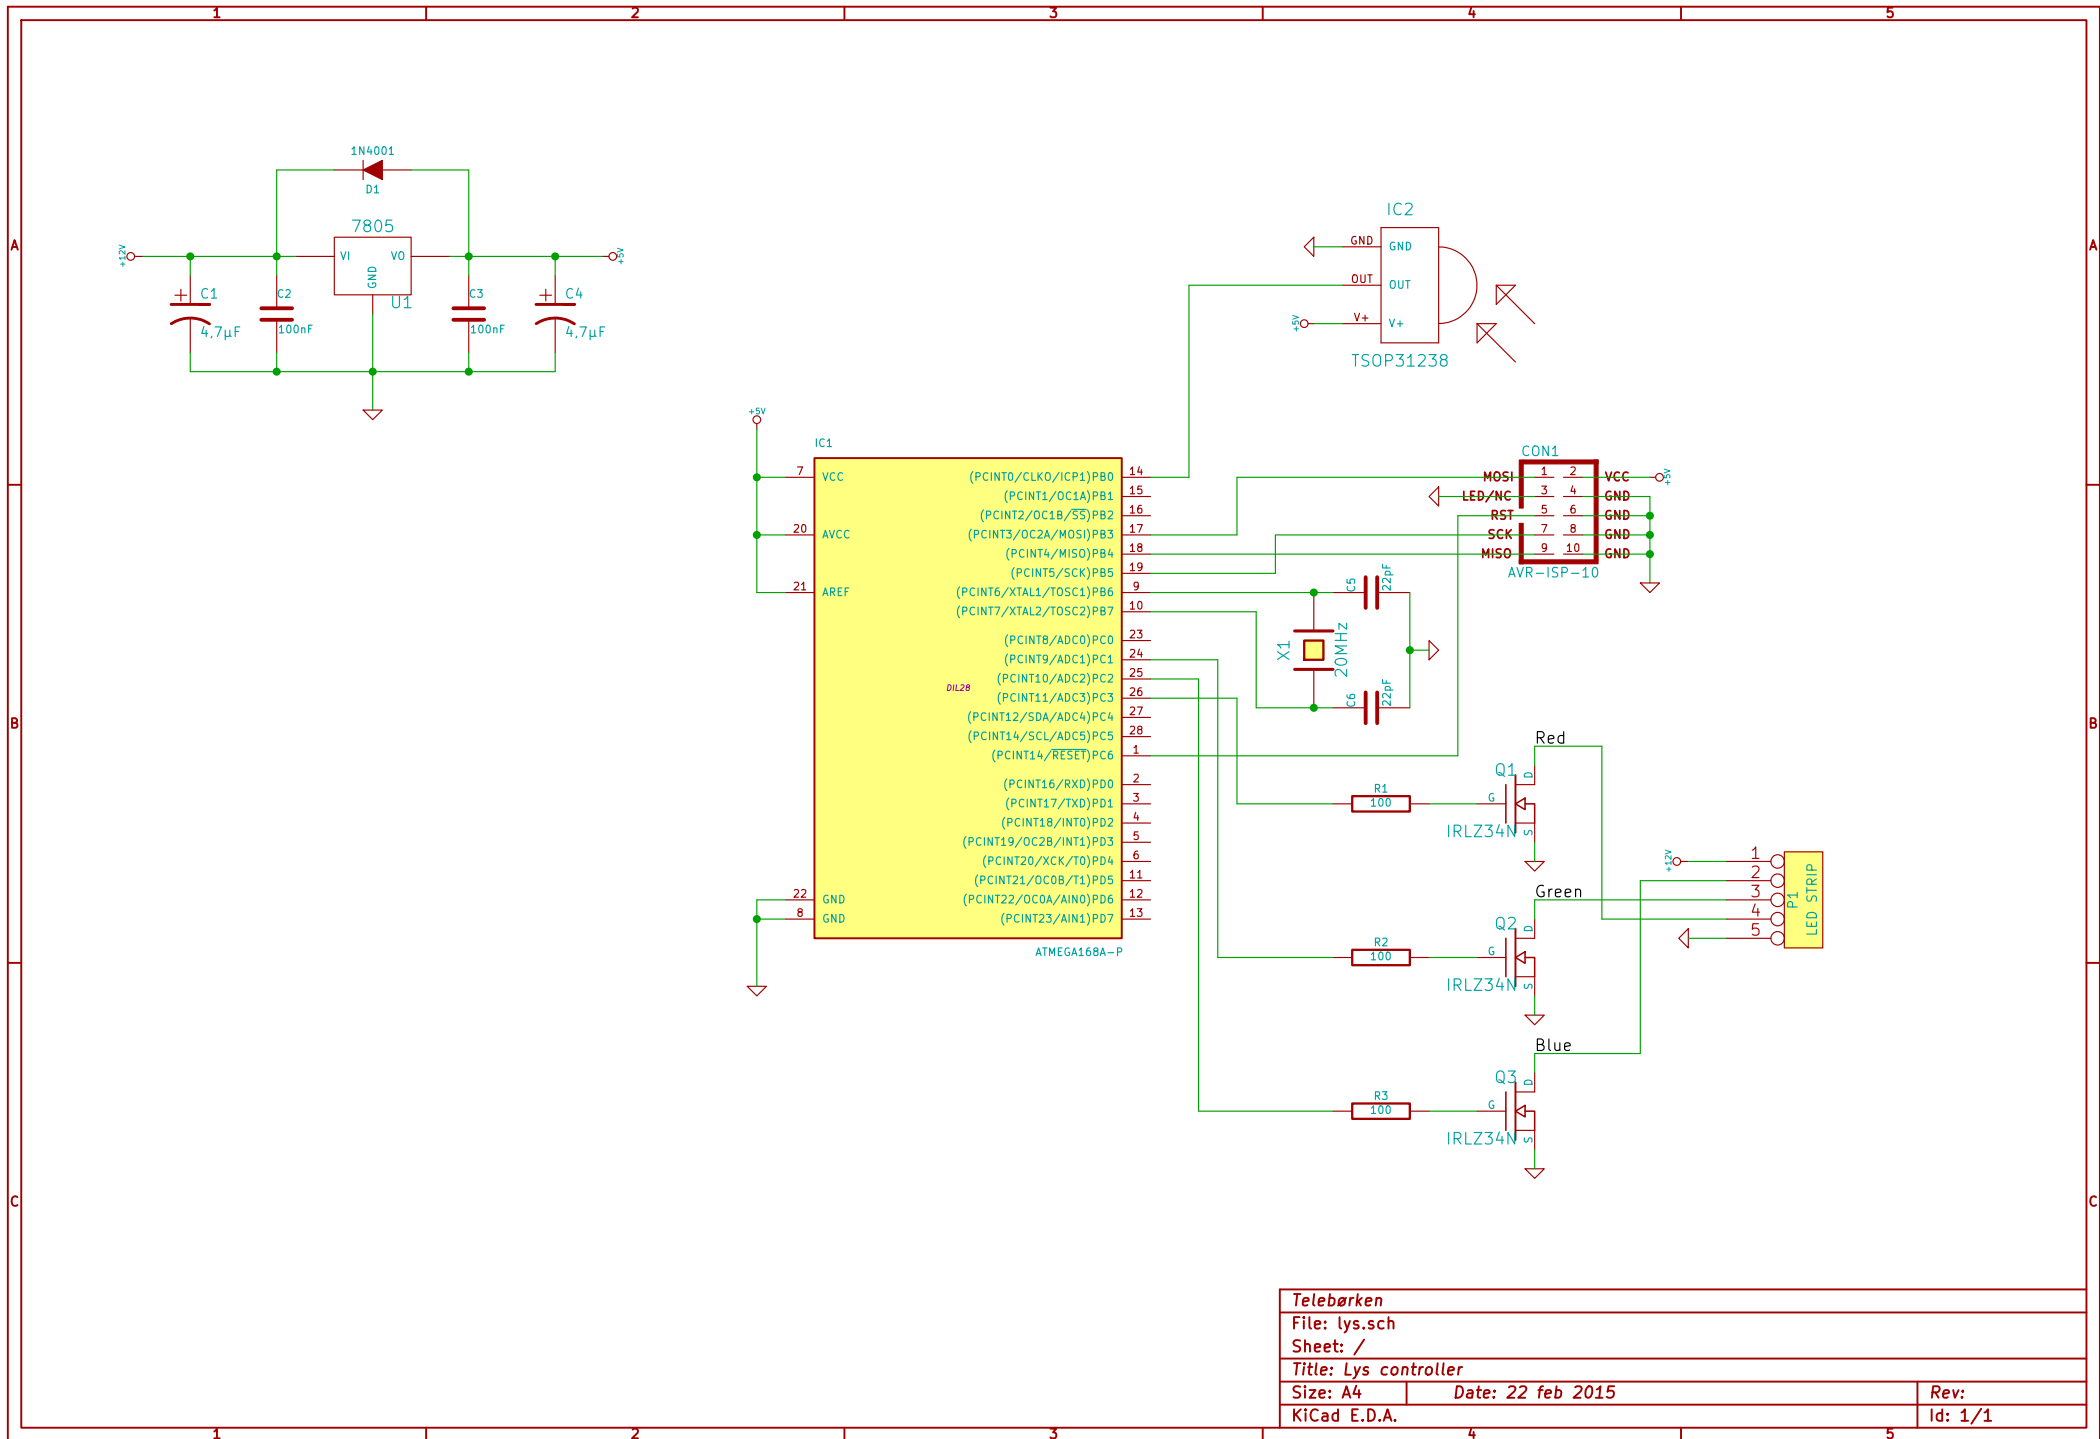 1 2 3 4 5
A
B
C
A
B
C
1N4001
D1
7805
VI VO
GND
U1
+12V
+5V
+ C1
4,7µF
C2
100nF
C3
100nF
+ C4
4,7µF
IC2
GND GND
OUT OUT
V+ V+
+5V
TSOP31238
+5V
IC1
7 VCC
20 AVCC
21 AREF
22 GND
8 GND
DIL28
(PCINT0/CLKO/ICP1)PB0 14
(PCINT1/OC1A)PB1 15
(PCINT2/OC1B/SS)PB2 16
(PCINT3/OC2A/MOSI)PB3 17
(PCINT4/MISO)PB4 18
(PCINT5/SCK)PB5 19
(PCINT6/XTAL1/TOSC1)PB6 9
(PCINT7/XTAL2/TOSC2)PB7 10
(PCINT8/ADC0)PC0 23
(PCINT9/ADC1)PC1 24
(PCINT10/ADC2)PC2 25
(PCINT11/ADC3)PC3 26
(PCINT12/SDA/ADC4)PC4 27
(PCINT14/SCL/ADC5)PC5 28
(PCINT14/RESET)PC6 1
(PCINT16/RXD)PD0 2
(PCINT17/TXD)PD1 3
(PCINT18/INT0)PD2 4
(PCINT19/OC2B/INT1)PD3 5
(PCINT20/XCK/T0)PD4 6
(PCINT21/OC0B/T1)PD5 11
(PCINT22/OC0A/AIN0)PD6 12
(PCINT23/AIN1)PD7 13
ATMEGA168A-P
CON1
MOSI 1 2 VCC
+5V
LED/NC 3 4 GND
RST 5 6 GND
SCK 7 8 GND
MISO 9 10 GND
AVR-ISP-10
C5
22pF
X1
20MHz
C6
22pF
Red
Q1
D
G
S
IRLZ34N
R1
100
Green
Q2
D
G
S
IRLZ34N
R2
100
Blue
Q3
D
G
S
IRLZ34N
R3
100
+12V
1
2
3
4
5
P1
LED STRIP
Telebørken
File: lys.sch
Sheet: /
Title: Lys controller
Size: A4 Date: 22 feb 2015 Rev:
KiCad E.D.A. Id: 1/1
1 2 3 4 5